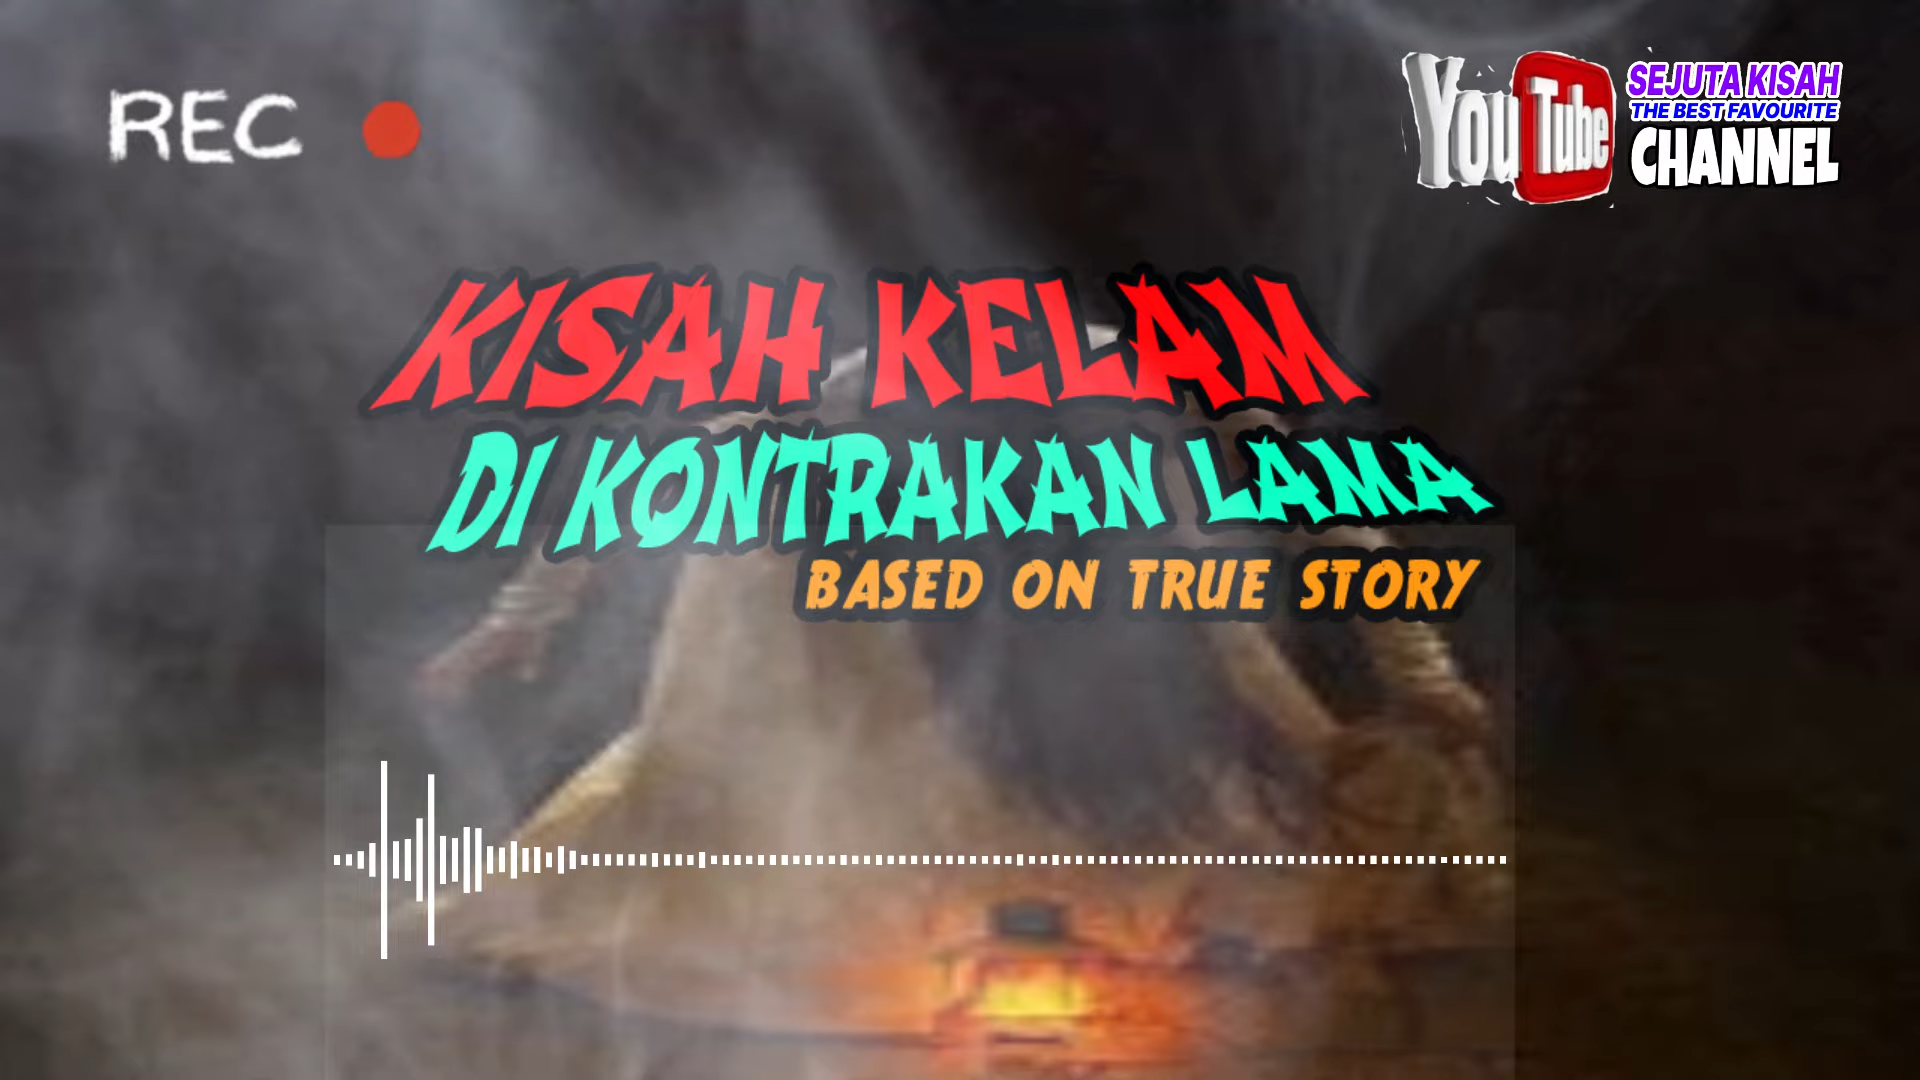 REC
YouTube
SEJUTA KISAH
THE BEST FAVOURITE
CHANNEL
KISAH KELAM
DI KONTRAKAN LAMA
BASED ON TRUE STORY